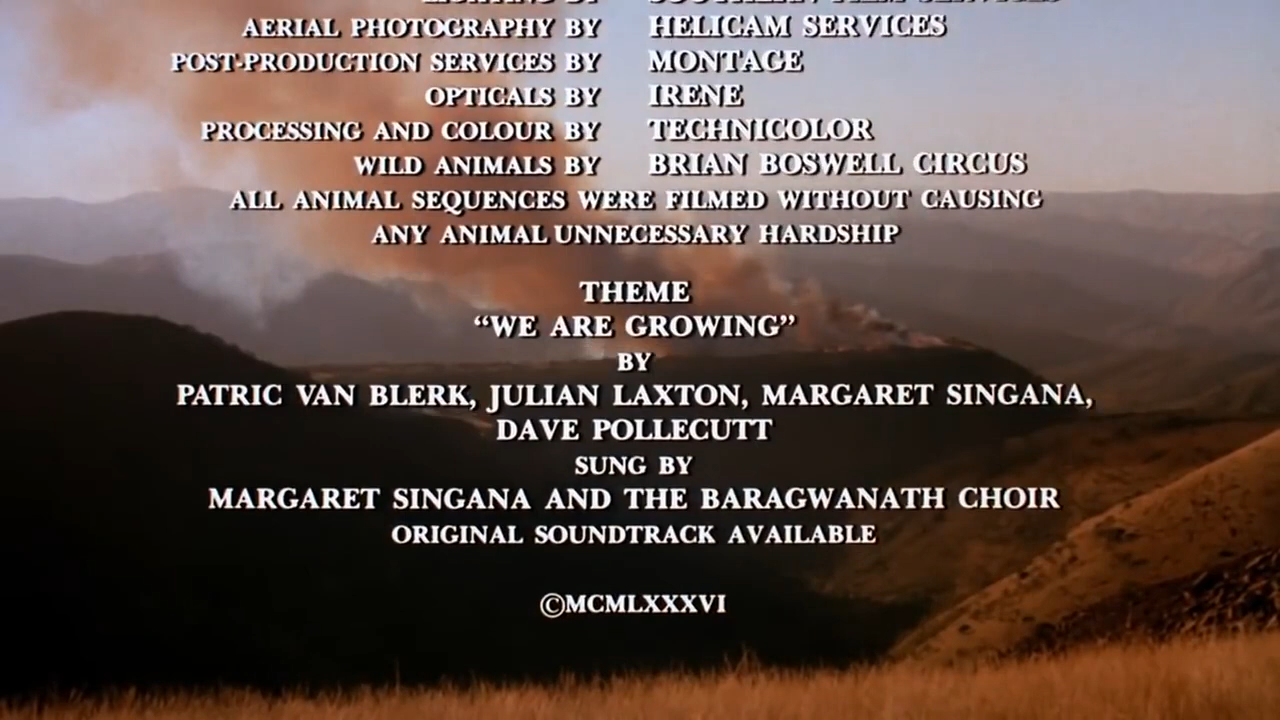 AERIAL PHOTOGRAPHY BY HELICAM SERVICES
POST-PRODUCTION SERVICES BY MONTAGE
OPTICALS BY IRENE
PROCESSING AND COLOUR BY TECHNICOLOR
WILD ANIMALS BY BRIAN BOSWELL CIRCUS
ALL ANIMAL SEQUENCES WERE FILMED WITHOUT CAUSING
ANY ANIMAL UNNECESSARY HARDSHIP
THEME
“WE ARE GROWING”
BY
PATRIC VAN BLERK, JULIAN LAXTON, MARGARET SINGANA,
DAVE POLLECUTT
SUNG BY
MARGARET SINGANA AND THE BARAGWANATH CHOIR
ORIGINAL SOUNDTRACK AVAILABLE
©MCMLXXXVI